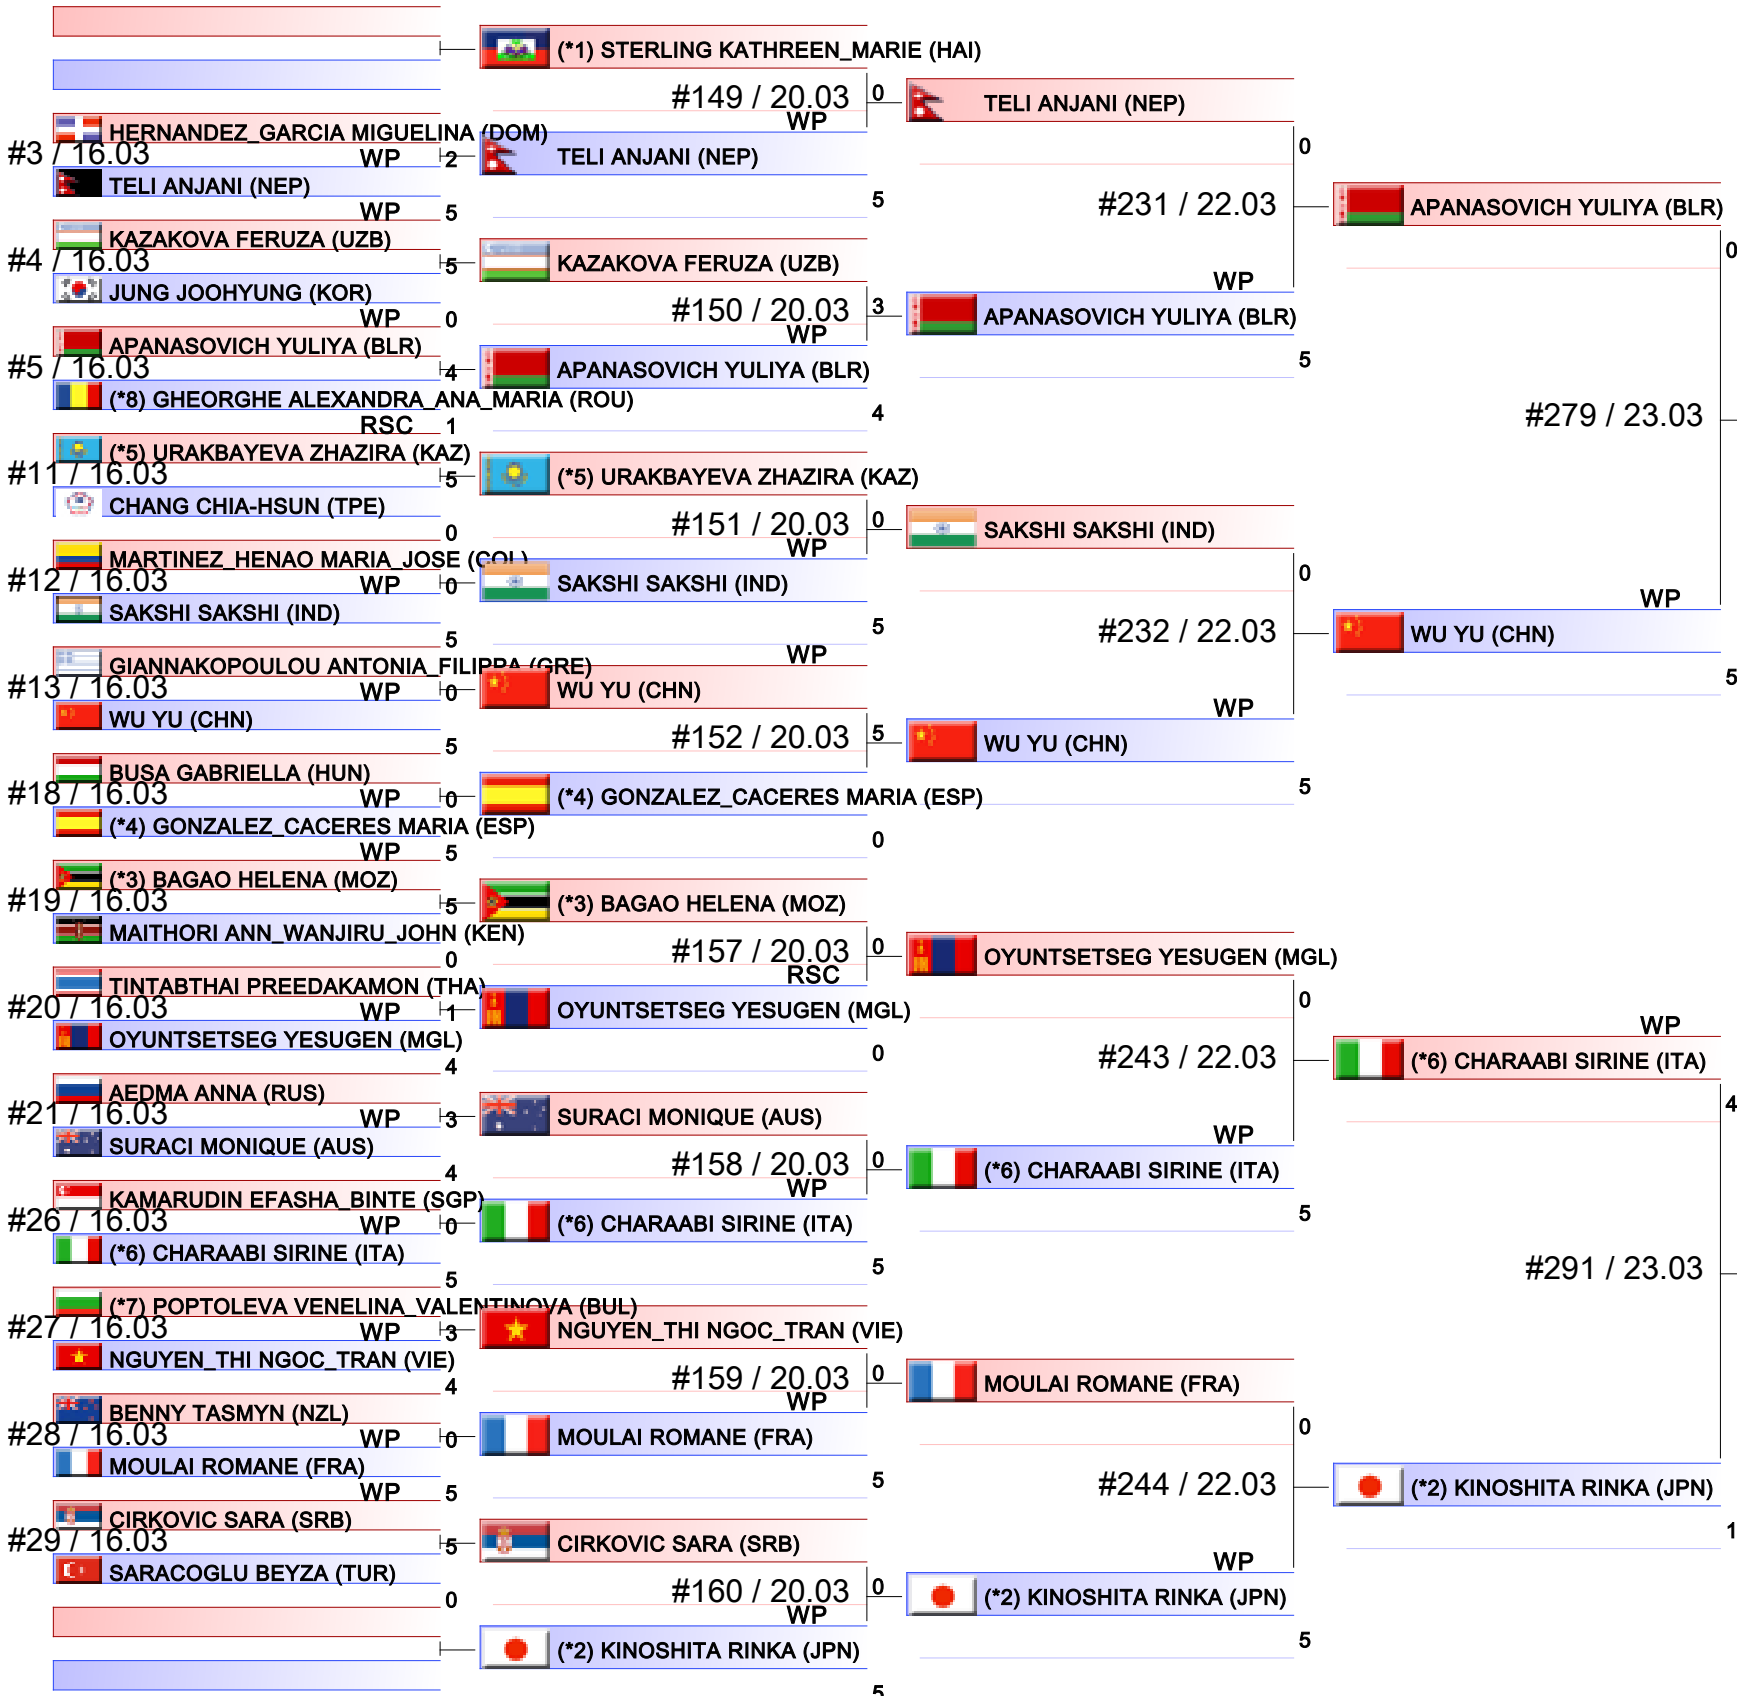 (*1) STERLING KATHREEN_MARIE (HAI)
#149 / 20.03
0
WP
TELI ANJANI (NEP)
HERNANDEZ_GARCIA MIGUELINA (DOM)
#3 / 16.03
WP
2
TELI ANJANI (NEP)
0
TELI ANJANI (NEP)
WP
5
5
#231 / 22.03
APANASOVICH YULIYA (BLR)
KAZAKOVA FERUZA (UZB)
#4 / 16.03
5
KAZAKOVA FERUZA (UZB)
0
JUNG JOOHYUNG (KOR)
WP
0
#150 / 20.03
3
WP
WP
APANASOVICH YULIYA (BLR)
APANASOVICH YULIYA (BLR)
#5 / 16.03
4
APANASOVICH YULIYA (BLR)
5
(*8) GHEORGHE ALEXANDRA_ANA_MARIA (ROU)
RSC
1
4
#279 / 23.03
(*5) URAKBAYEVA ZHAZIRA (KAZ)
#11 / 16.03
5
(*5) URAKBAYEVA ZHAZIRA (KAZ)
CHANG CHIA-HSUN (TPE)
0
#151 / 20.03
0
WP
SAKSHI SAKSHI (IND)
MARTINEZ_HENAO MARIA_JOSE (COL)
#12 / 16.03
WP
0
SAKSHI SAKSHI (IND)
0
SAKSHI SAKSHI (IND)
5
5
#232 / 22.03
WP
WU YU (CHN)
GIANNAKOPOULOU ANTONIA_FILIPPA (GRE)
#13 / 16.03
WP
0
WP
WU YU (CHN)
5
WU YU (CHN)
5
#152 / 20.03
5
WP
WU YU (CHN)
BUSA GABRIELLA (HUN)
#18 / 16.03
WP
0
(*4) GONZALEZ_CACERES MARIA (ESP)
5
(*4) GONZALEZ_CACERES MARIA (ESP)
WP
5
0
(*3) BAGAO HELENA (MOZ)
#19 / 16.03
5
(*3) BAGAO HELENA (MOZ)
MAITHORI ANN_WANJIRU_JOHN (KEN)
0
#157 / 20.03
0
RSC
OYUNTSETSEG YESUGEN (MGL)
TINTABTHAI PREEDAKAMON (THA)
#20 / 16.03
WP
1
OYUNTSETSEG YESUGEN (MGL)
0
OYUNTSETSEG YESUGEN (MGL)
4
0
#243 / 22.03
WP
(*6) CHARAABI SIRINE (ITA)
AEDMA ANNA (RUS)
#21 / 16.03
WP
3
SURACI MONIQUE (AUS)
4
SURACI MONIQUE (AUS)
4
#158 / 20.03
0
WP
WP
(*6) CHARAABI SIRINE (ITA)
KAMARUDIN EFASHA_BINTE (SGP)
#26 / 16.03
WP
0
(*6) CHARAABI SIRINE (ITA)
5
(*6) CHARAABI SIRINE (ITA)
5
5
#291 / 23.03
(*7) POPTOLEVA VENELINA_VALENTINOVA (BUL)
#27 / 16.03
WP
3
NGUYEN_THI NGOC_TRAN (VIE)
NGUYEN_THI NGOC_TRAN (VIE)
4
#159 / 20.03
0
WP
MOULAI ROMANE (FRA)
BENNY TASMYN (NZL)
#28 / 16.03
WP
0
MOULAI ROMANE (FRA)
0
MOULAI ROMANE (FRA)
WP
5
5
#244 / 22.03
(*2) KINOSHITA RINKA (JPN)
CIRKOVIC SARA (SRB)
#29 / 16.03
5
CIRKOVIC SARA (SRB)
1
SARACOGLU BEYZA (TUR)
0
#160 / 20.03
0
WP
WP
(*2) KINOSHITA RINKA (JPN)
(*2) KINOSHITA RINKA (JPN)
5
5